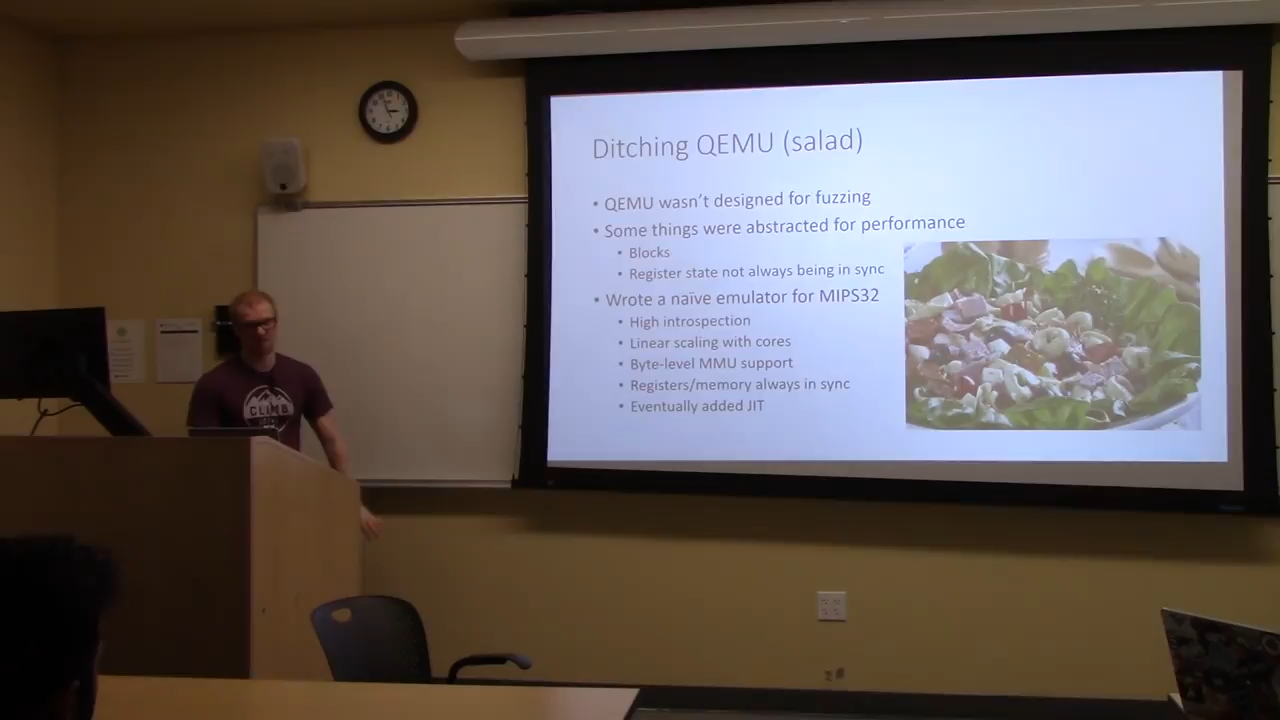 Ditching QEMU (salad)
• QEMU wasn't designed for fuzzing
• Some things were abstracted for performance
• Blocks
• Register state not always being in sync
• Wrote a naïve emulator for MIPS32
• High introspection
• Linear scaling with cores
• Byte-level MMU support
• Registers/memory always in sync
• Eventually added JIT
CLIMB